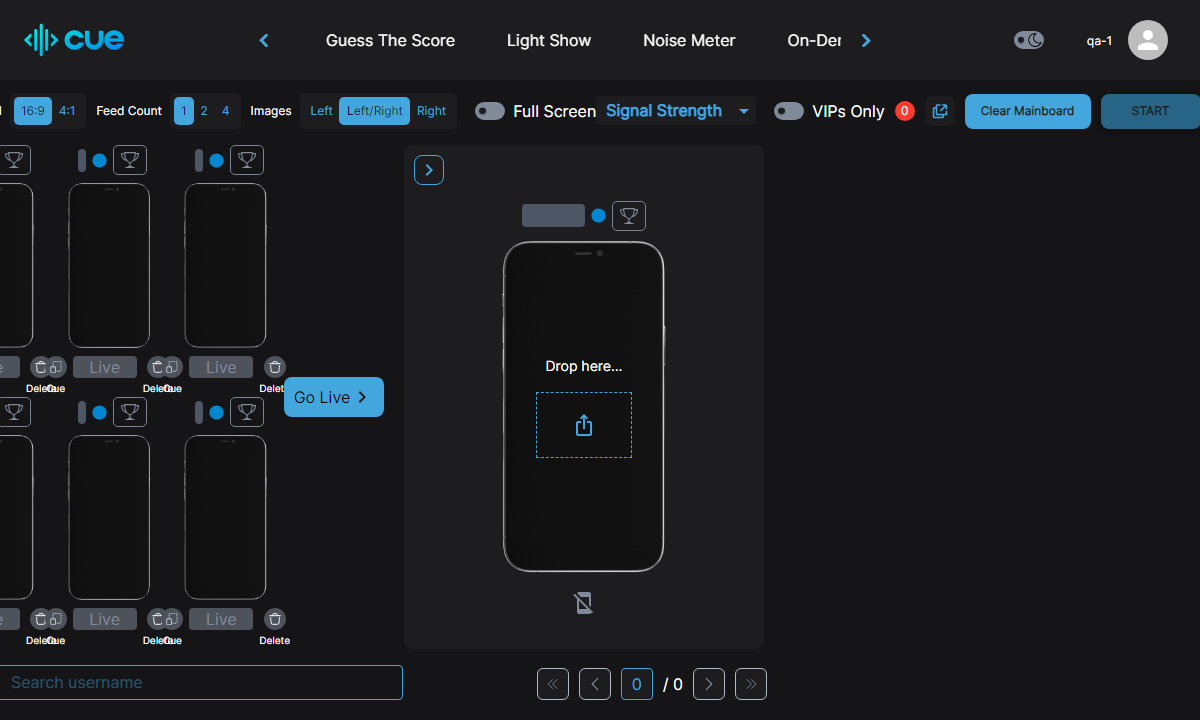 cue
Guess The Score
Light Show
Noise Meter
On-Der
qa-1
16:9
4:1
Feed Count
1
2
4
Images
Left
Left/Right
Right
Full Screen
Signal Strength
VIPs Only
0
Clear Mainboard
START
Live
Live
Delete
Cue
Delete
Cue
Delete
Go Live
Drop here...
Live
Live
Delete
Cue
Delete
Cue
Delete
Search username
0
/ 0